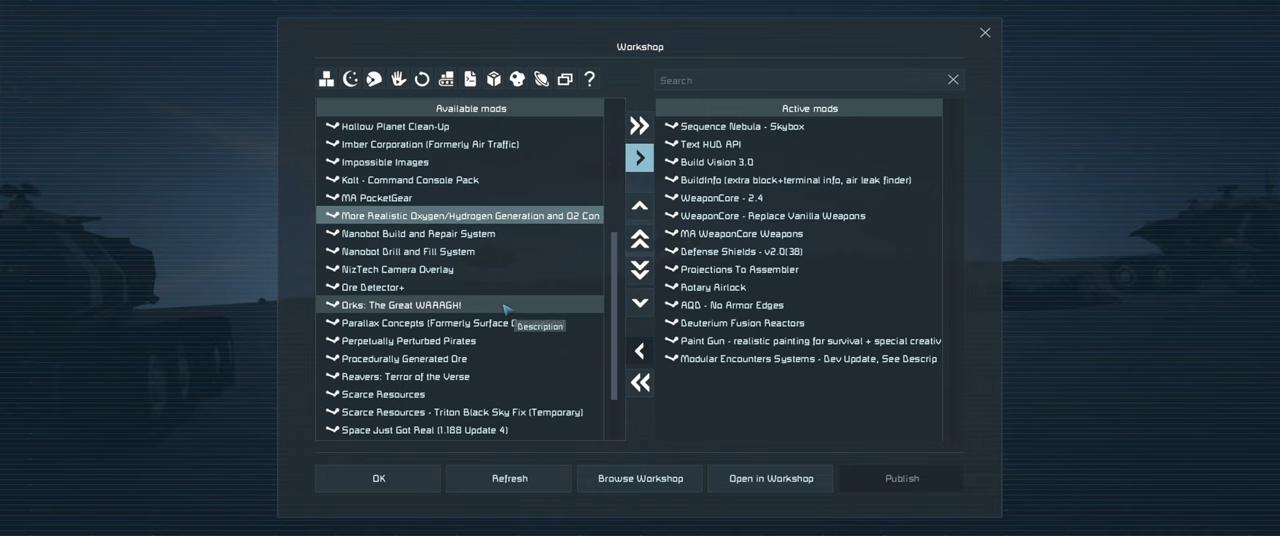 Workshop
?
Search
Available mods
Active mods
Hollow Planet Clean-Up
Imber Corporation (Formerly Air Traffic)
Impossible Images
Kolt - Command Console Pack
MA PocketGear
More Realistic Oxygen/Hydrogen Generation and O2 Con
Nanobot Build and Repair System
Nanobot Drill and Fill System
NizTech Camera Overlay
Ore Detector+
Orks: The Great WAAAGH!
Description
Parallax Concepts (Formerly Surface
Perpetually Perturbed Pirates
Procedurally Generated Ore
Reavers: Terror of the Verse
Scarce Resources
Scarce Resources - Triton Black Sky Fix (Temporary)
Space Just Got Real (1.188 Update 4)
Sequence Nebula - Skybox
Text HUD API
Build Vision 3.0
BuildInfo (extra block+terminal info, air leak finder)
WeaponCore - 2.4
WeaponCore - Replace Vanilla Weapons
MA WeaponCore Weapons
Defense Shields - v2.0(38)
Projections To Assembler
Rotary Airlock
AQD - No Armor Edges
Deuterium Fusion Reactors
Paint Gun - realistic painting for survival + special creativ
Modular Encounters Systems - Dev Update, See Descrip
OK
Refresh
Browse Workshop
Open in Workshop
Publish